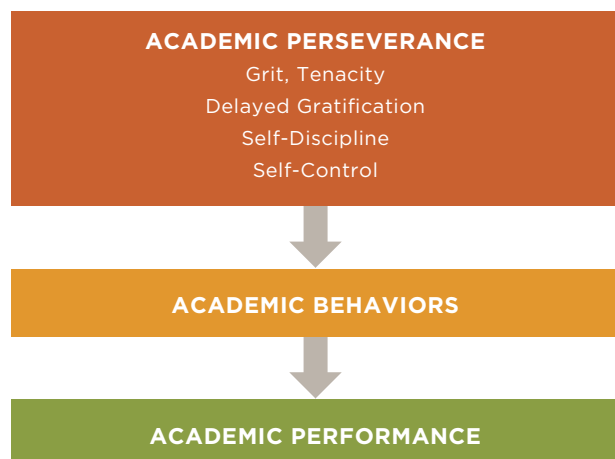 ACADEMIC PERSEVERANCE
Grit, Tenacity
Delayed Gratification
Self-Discipline
Self-Control
ACADEMIC BEHAVIORS
ACADEMIC PERFORMANCE